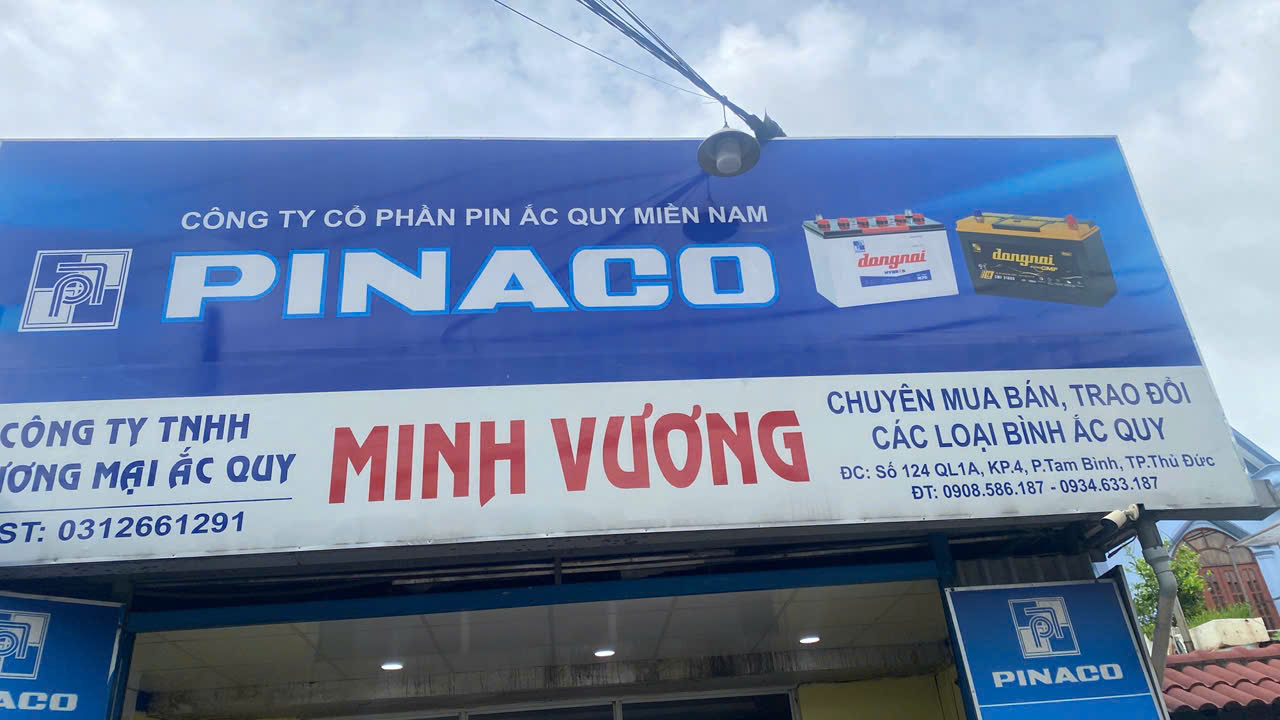 CÔNG TY CỔ PHẦN PIN ẮC QUY MIỀN NAM
PINACO
dongnai
HYBRID
dongnai
CMF
CÔNG TY TNHH
ƯƠNG MẠI ẮC QUY
ST: 0312661291
MINH VƯƠNG
CHUYÊN MUA BÁN, TRAO ĐỔI
CÁC LOẠI BÌNH ẮC QUY
ĐC: Số 124 QL1A, KP.4, P.Tam Bình, TP.Thủ Đức
ĐT: 0908.586.187 - 0934.633.187
ACO
PINACO